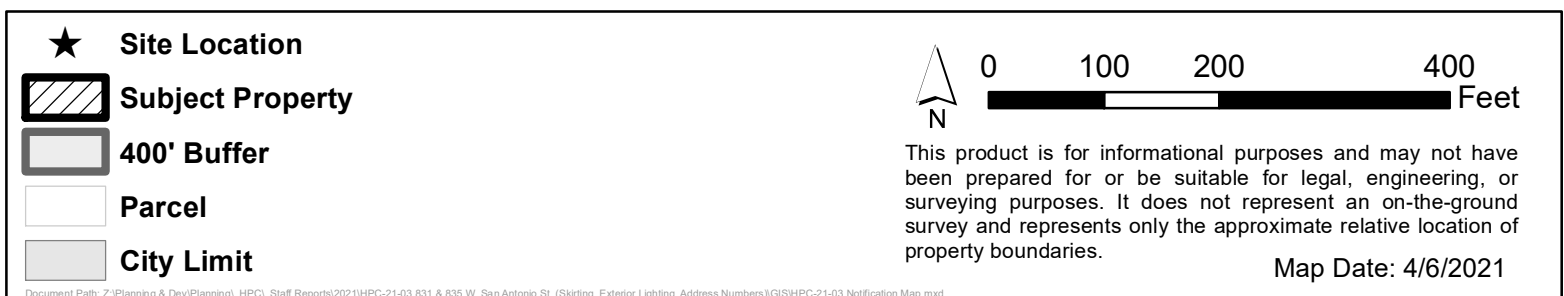 Site Location
Subject Property
400' Buffer
Parcel
City Limit
0 100 200 400
Feet
N
This product is for informational purposes and may not have
been prepared for or be suitable for legal, engineering, or
surveying purposes. It does not represent an on-the-ground
survey and represents only the approximate relative location of
property boundaries.
Map Date: 4/6/2021
Document Path: Z:\Planning & Dev\Planning\_HPC\_Staff Reports\2021\HPC-21-03 831 & 835 W. San Antonio St. (Skirting, Exterior Lighting, Address Numbers)\GIS\HPC-21-03 Notification Map.mxd